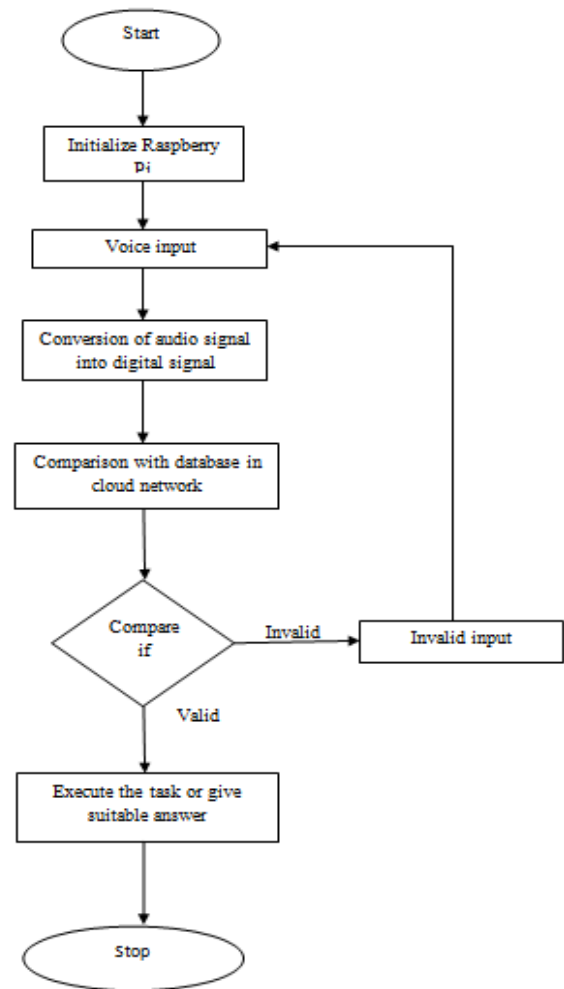 Start
Initialize Raspberry
Pi
Voice input
Conversion of audio signal
into digital signal
Comparison with database in
cloud network
Compare
if
Invalid
Invalid input
Valid
Execute the task or give
suitable answer
Stop